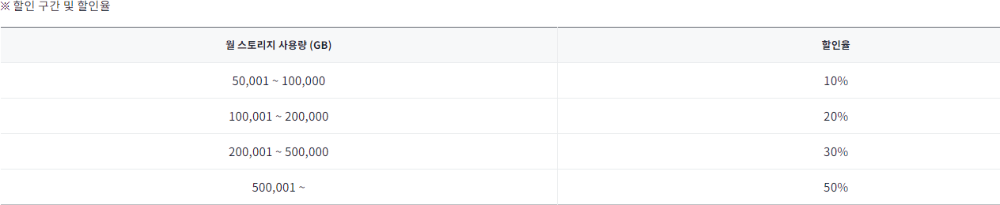 ※ 할인 구간 및 할인율
월 스토리지 사용량 (GB) 할인율
50,001 ~ 100,000 10%
100,001 ~ 200,000 20%
200,001 ~ 500,000 30%
500,001 ~ 50%